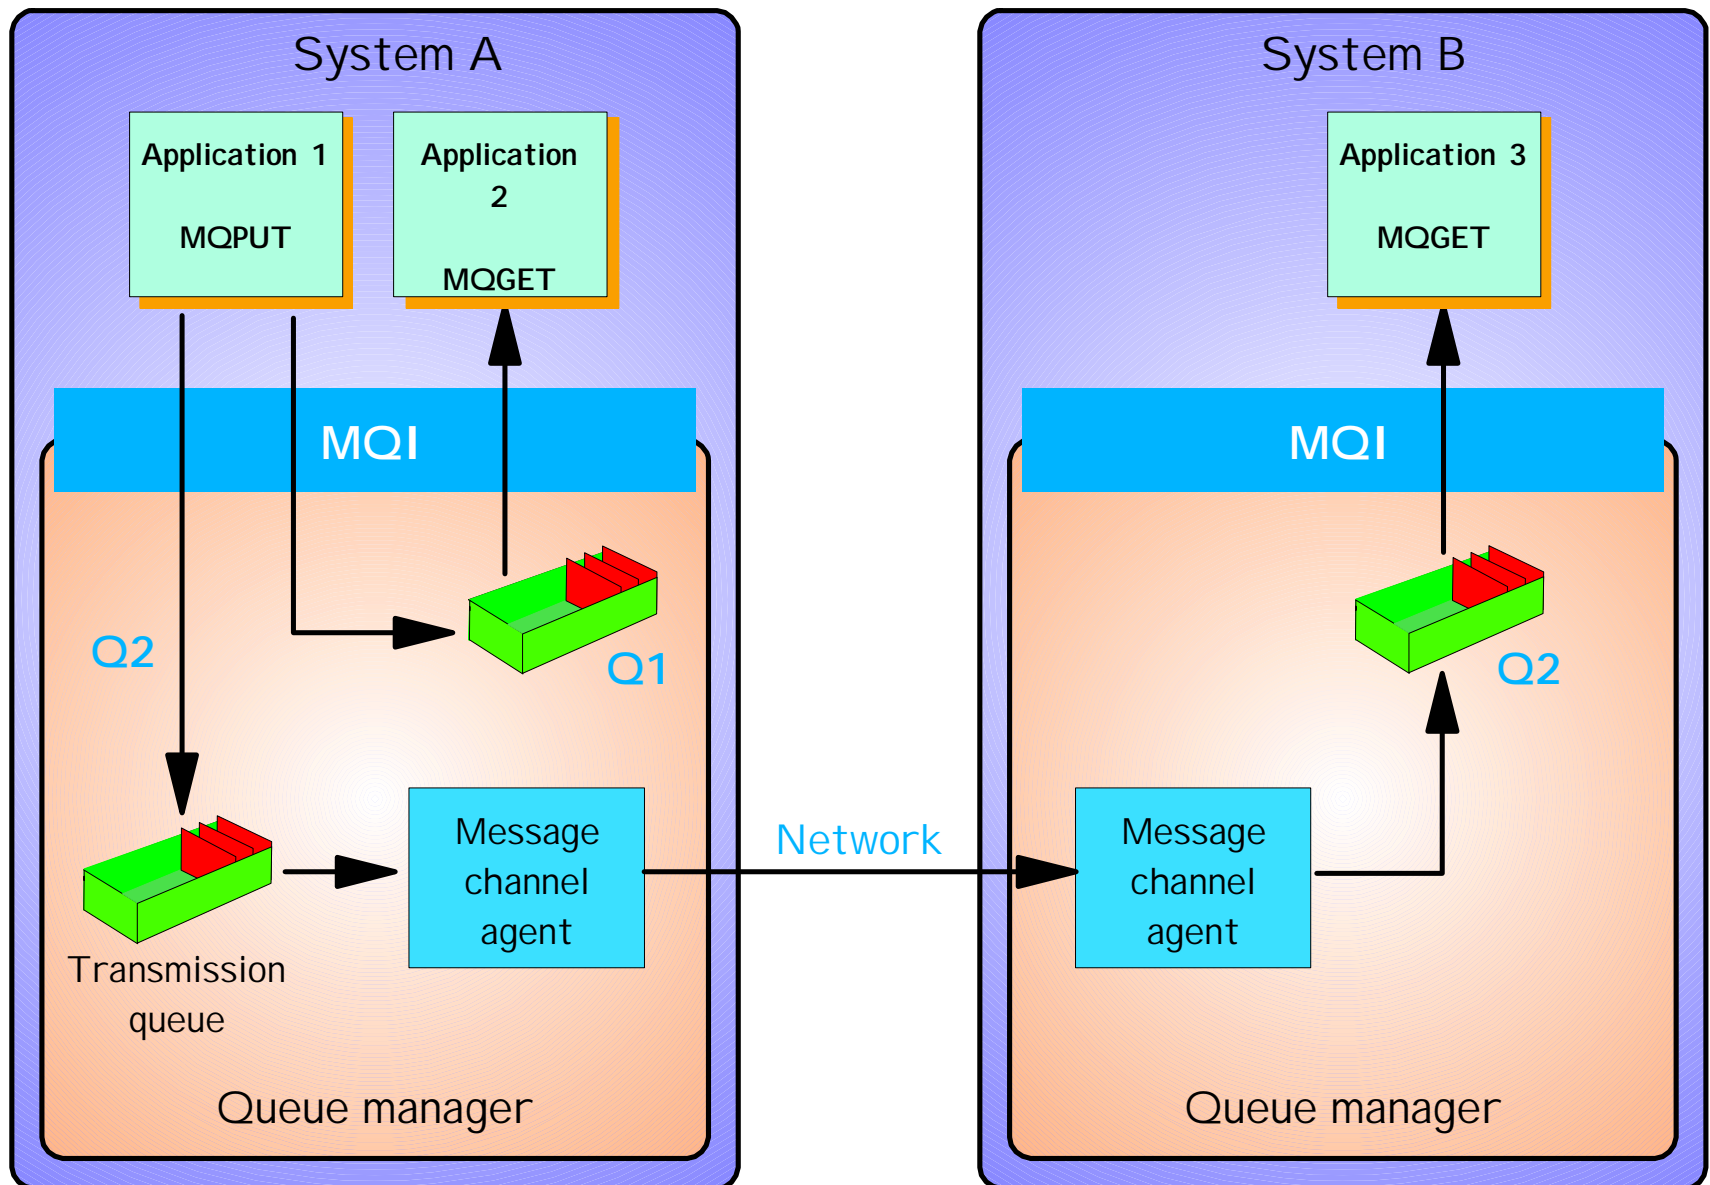 System A
Application 1
MQPUT
Application
2
MQGET
MQI
Q2
Q1
Message
channel
agent
Transmission
queue
Queue manager
Network
System B
Application 3
MQGET
MQI
Q2
Message
channel
agent
Queue manager